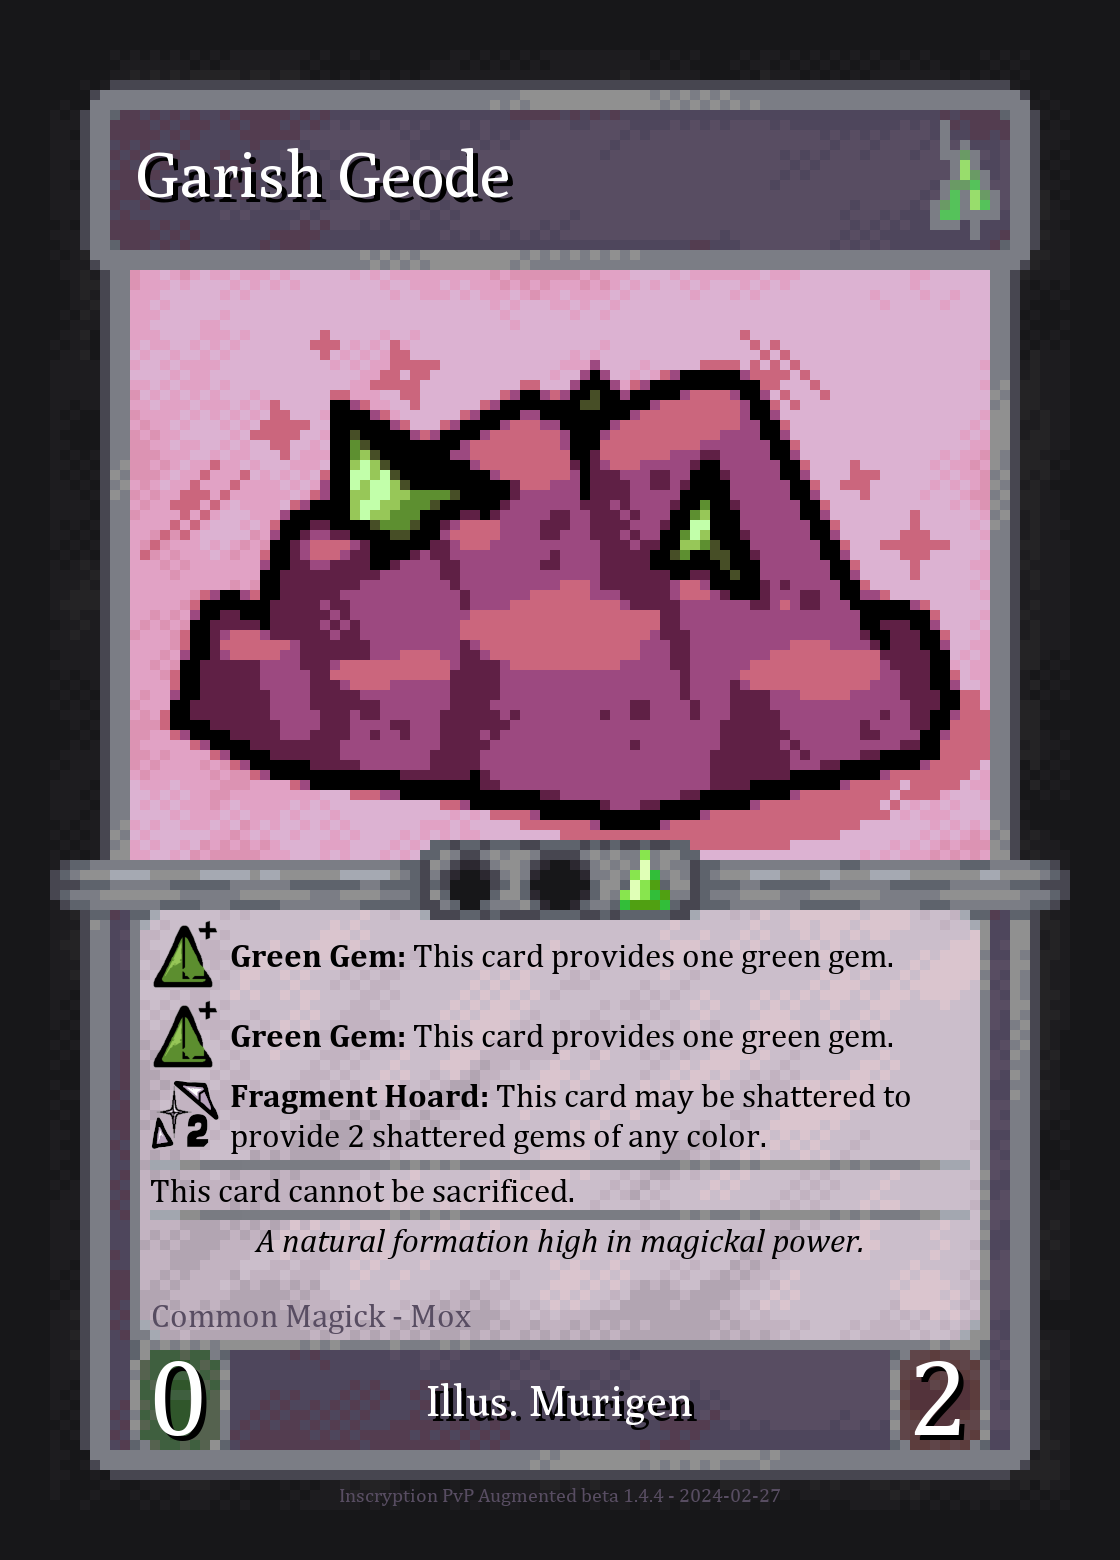 Garish Geode
Green Gem: This card provides one green gem.
Green Gem: This card provides one green gem.
Fragment Hoard: This card may be shattered to
2 provide 2 shattered gems of any color.
This card cannot be sacrificed.
A natural formation high in magickal power.
Common Magick - Mox
0 Illus. Murigen 2
Inscryption PvP Augmented beta 1.4.4 - 2024-02-27